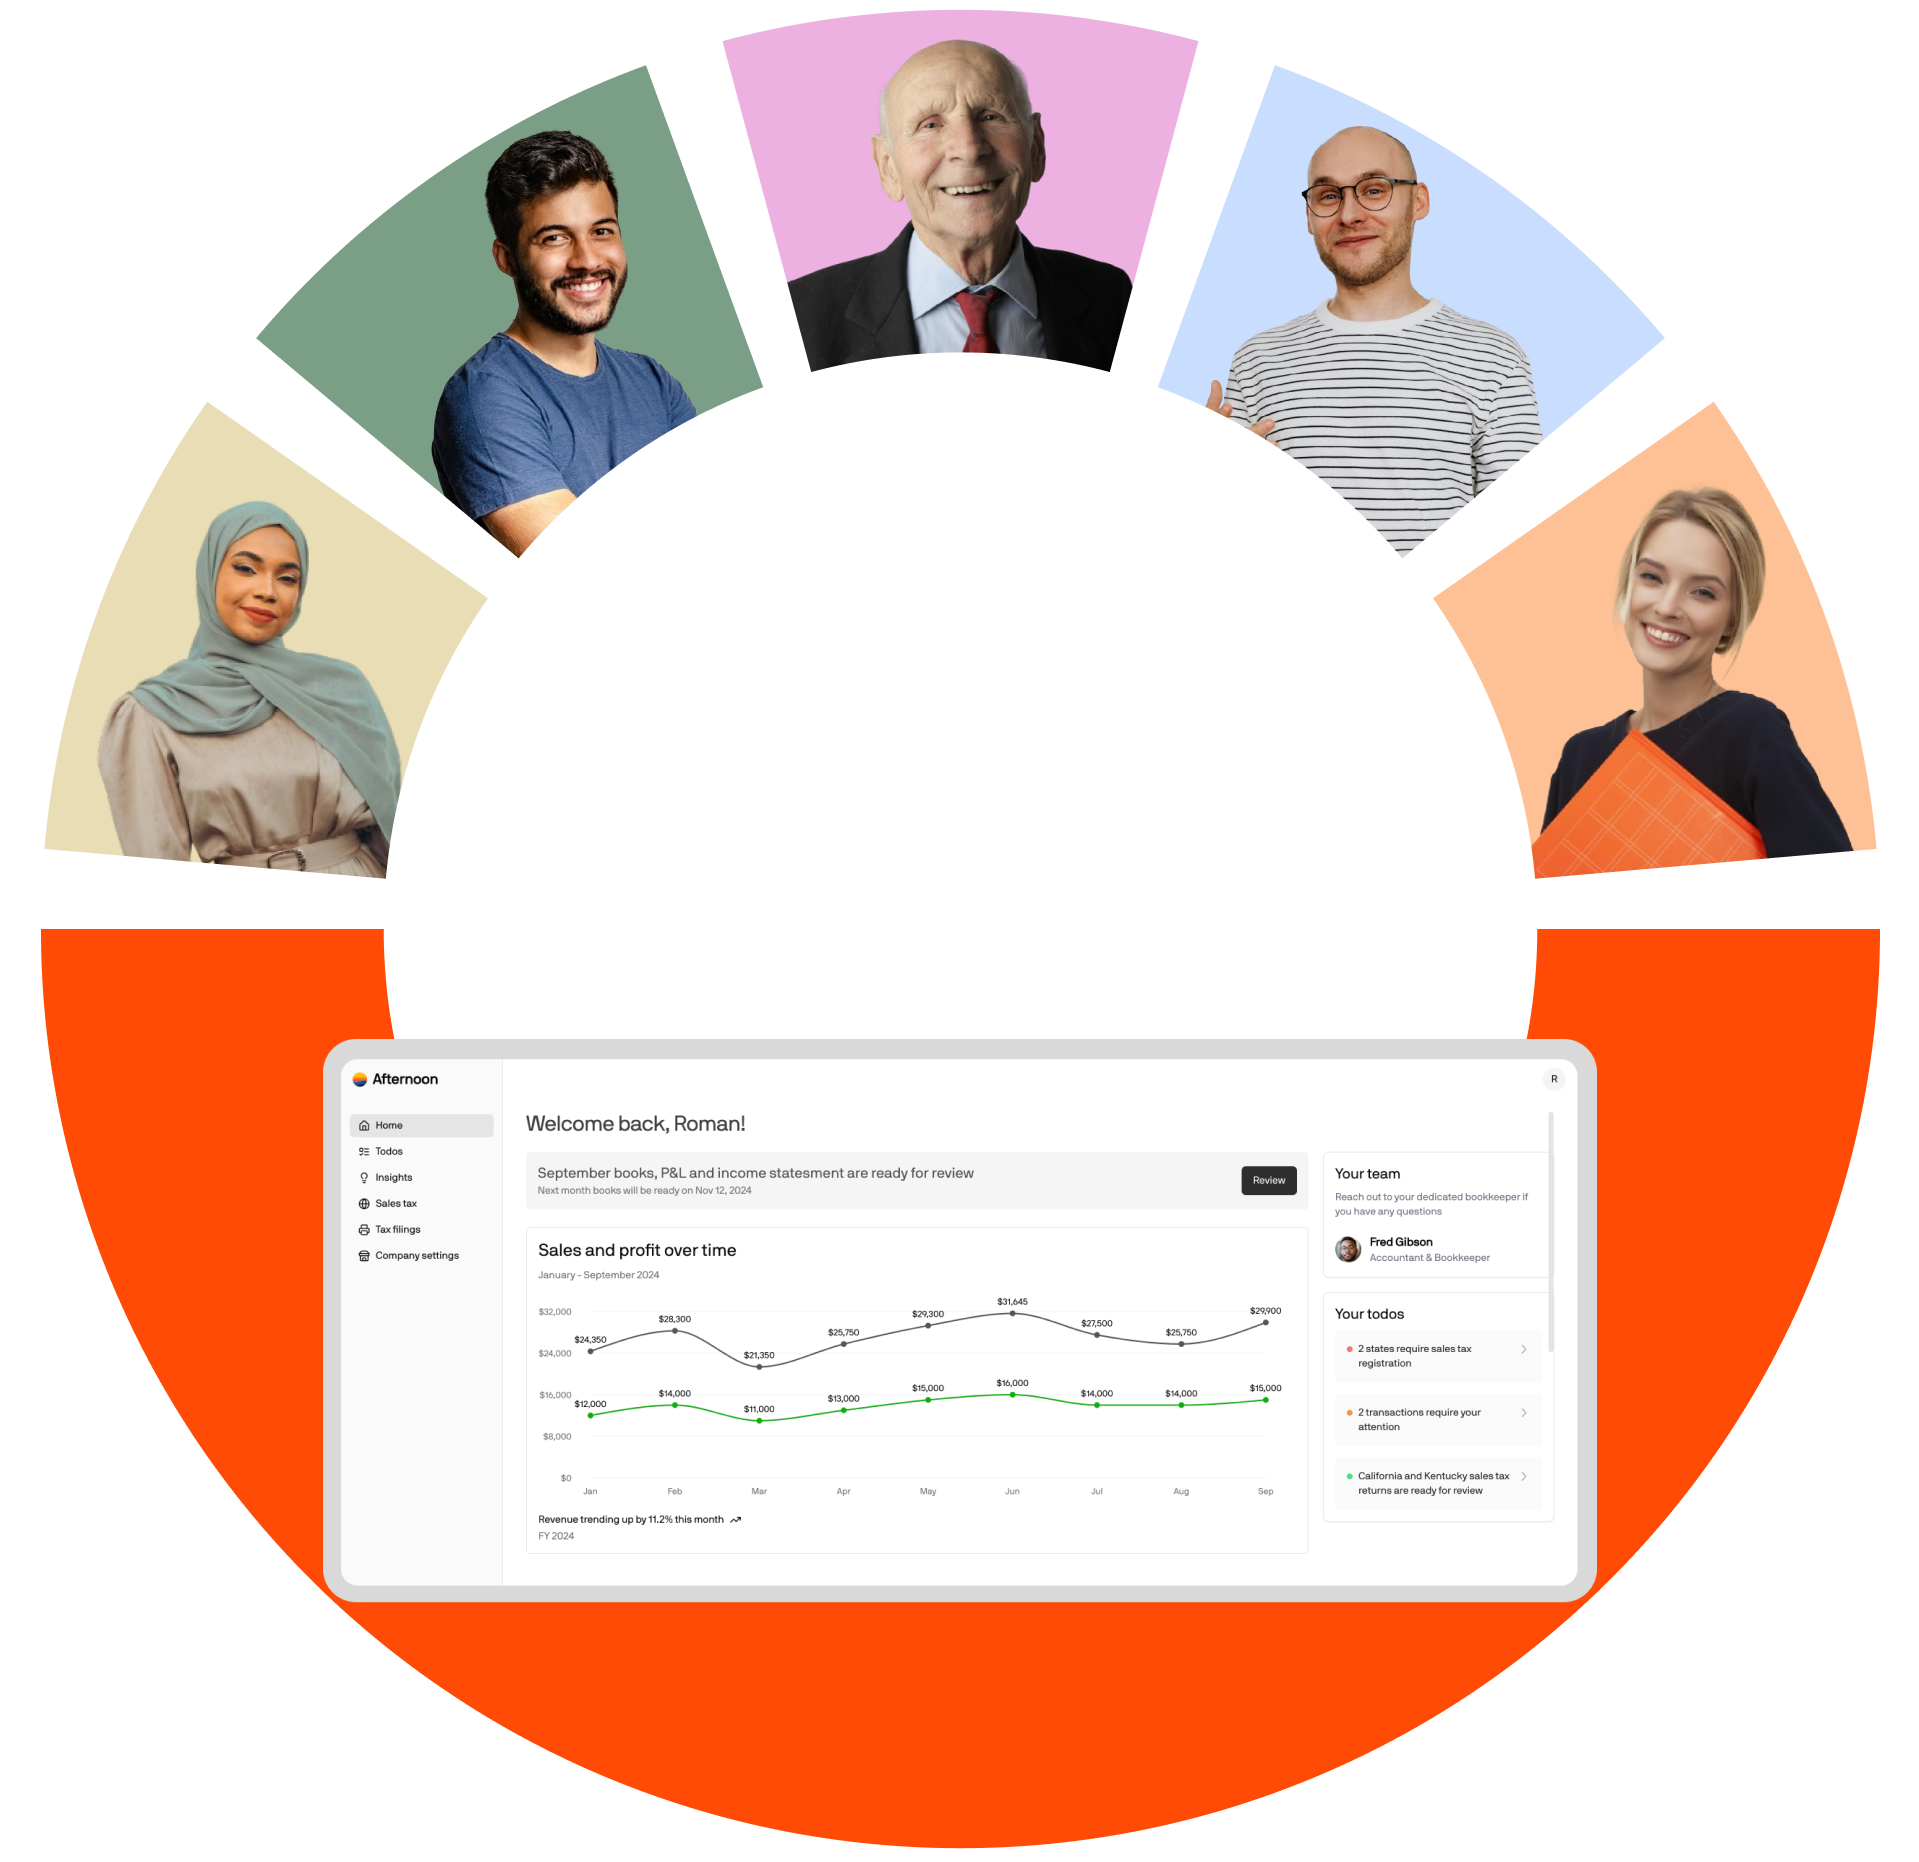 Afternoon
R
Home
Todos
Insights
Sales tax
Tax filings
Company settings
Welcome back, Roman!
September books, P&L and income statesment are ready for review
Next month books will be ready on Nov 12, 2024
Review
Sales and profit over time
January - September 2024
$32,000
$24,000
$16,000
$8,000
$0
$24,350
$28,300
$21,350
$25,750
$29,300
$31,645
$27,500
$25,750
$29,900
$12,000
$14,000
$11,000
$13,000
$15,000
$16,000
$14,000
$14,000
$15,000
Jan Feb Mar Apr May Jun Jul Aug Sep
Revenue trending up by 11.2% this month
FY 2024
Your team
Reach out to your dedicated bookkeeper if
you have any questions
Fred Gibson
Accountant & Bookkeeper
Your todos
2 states require sales tax
registration
2 transactions require your
attention
California and Kentucky sales tax
returns are ready for review